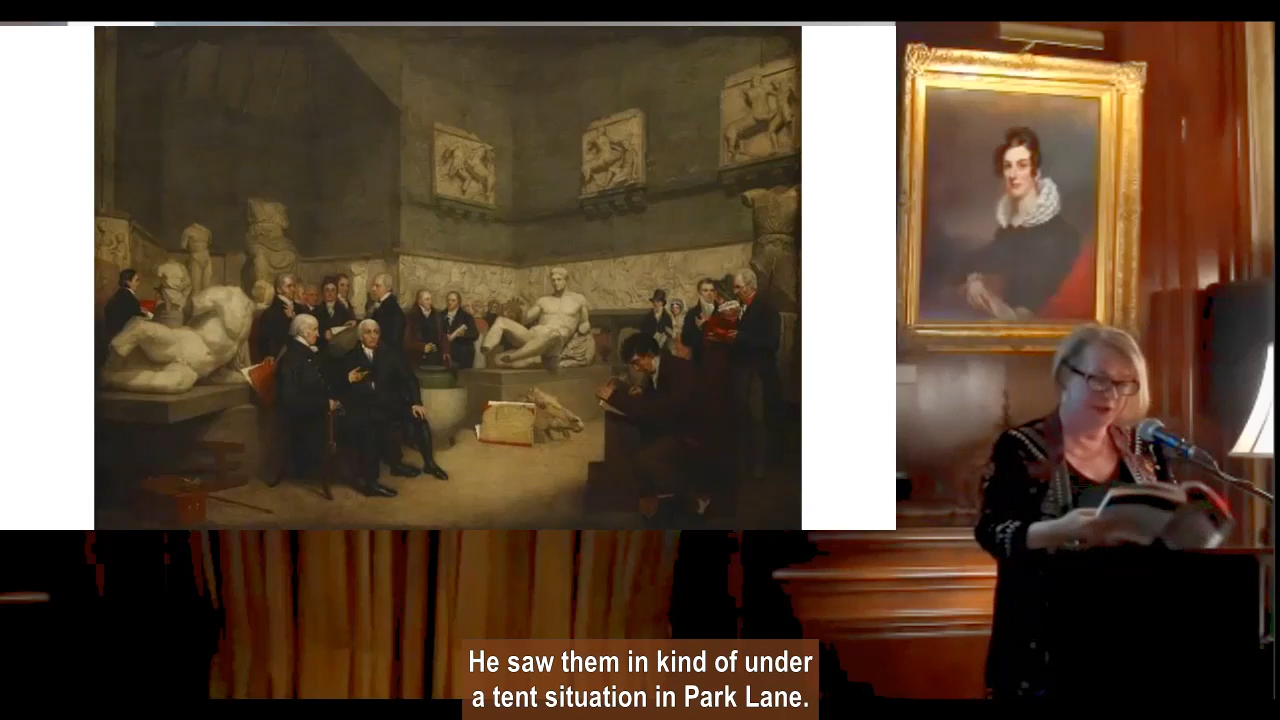 He saw them in kind of under
a tent situation in Park Lane.